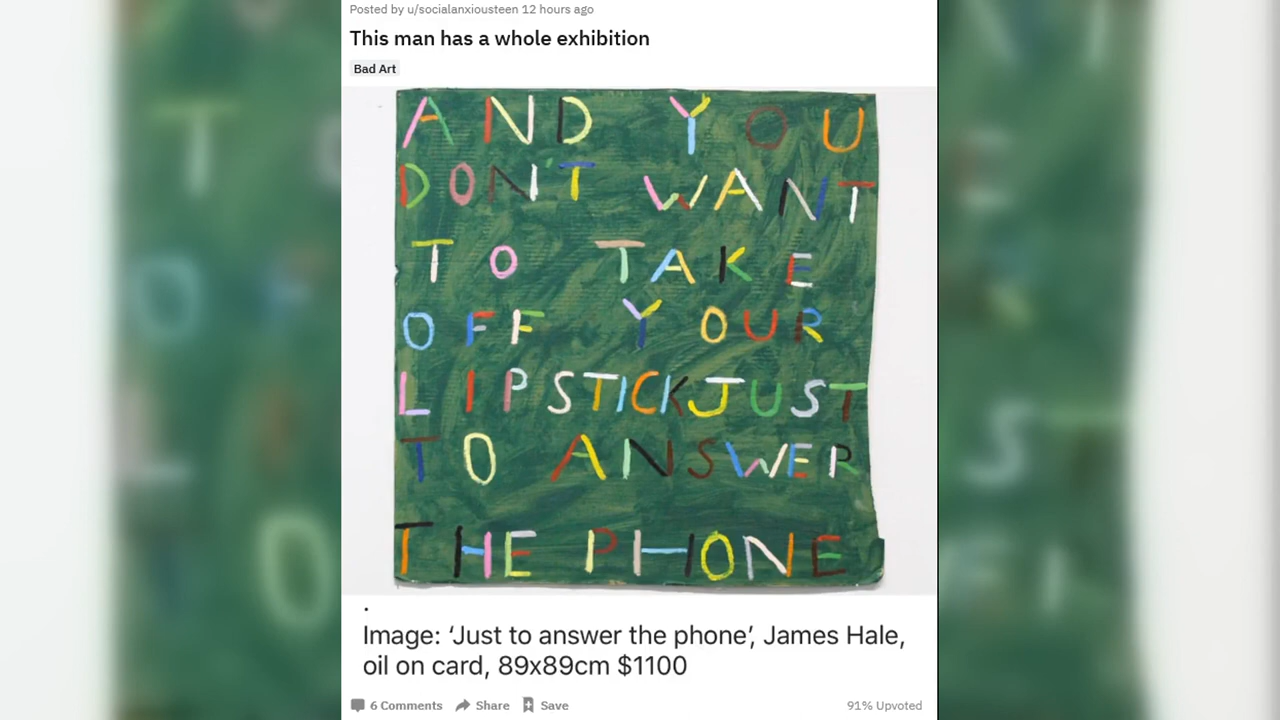 Posted by u/socialanxiousteen 12 hours ago
This man has a whole exhibition
Bad Art
AND YOU
DON'T WANT
TO TAKE
OFF YOUR
LIPSTICKJUST
TO ANSWER
THE PHONE
.
Image: ‘Just to answer the phone’, James Hale,
oil on card, 89x89cm $1100
6 Comments Share Save 91% Upvoted